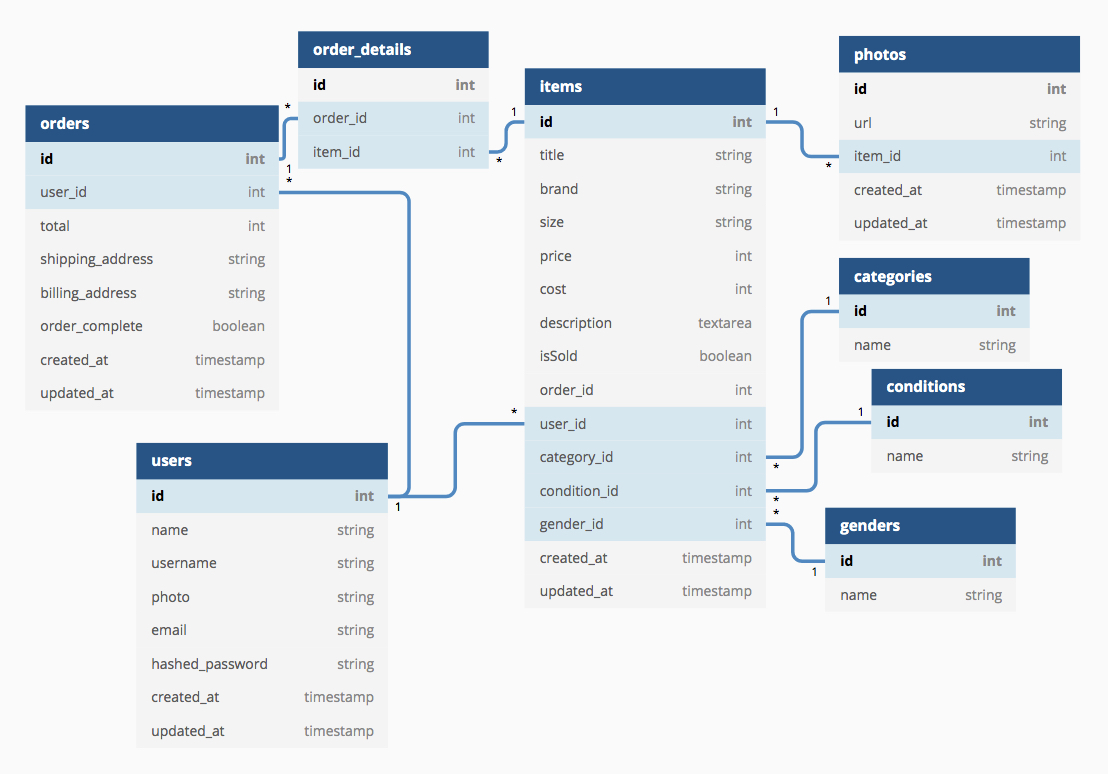 order_details
id int
order_id int
item_id int
*
1
orders
id int
user_id int
total int
shipping_address string
billing_address string
order_complete boolean
created_at timestamp
updated_at timestamp
*
1
*
items
id int
title string
brand string
size string
price int
cost int
description textarea
isSold boolean
order_id int
user_id int
category_id int
condition_id int
gender_id int
created_at timestamp
updated_at timestamp
1
*
1
*
*
*
*
photos
id int
url string
item_id int
created_at timestamp
updated_at timestamp
*
categories
id int
name string
1
conditions
id int
name string
1
genders
id int
name string
1
users
id int
name string
username string
photo string
email string
hashed_password string
created_at timestamp
updated_at timestamp